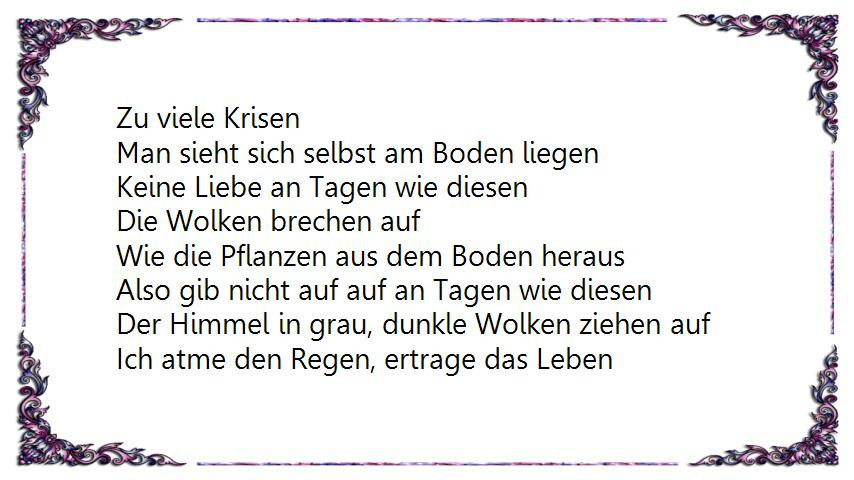 Zu viele Krisen
Man sieht sich selbst am Boden liegen
Keine Liebe an Tagen wie diesen
Die Wolken brechen auf
Wie die Pflanzen aus dem Boden heraus
Also gib nicht auf auf an Tagen wie diesen
Der Himmel in grau, dunkle Wolken ziehen auf
Ich atme den Regen, ertrage das Leben